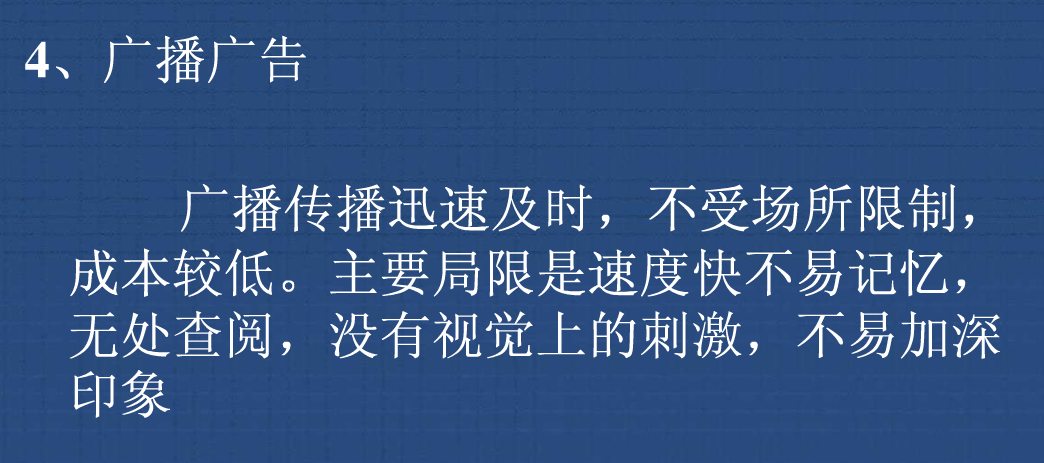 4、广播广告
广播传播迅速及时，不受场所限制，
成本较低。主要局限是速度快不易记忆，
无处查阅，没有视觉上的刺激，不易加深
印象